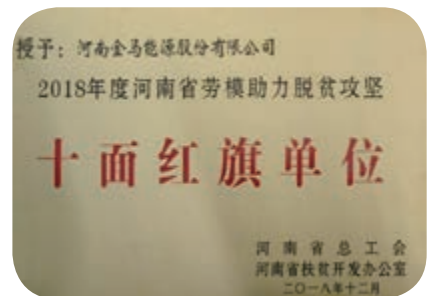 授予：河南金马能源股份有限公司
2018年度河南省劳模助力脱贫攻坚
十面红旗单位
河南省总工会
河南省扶贫开发办公室
二〇一八年十二月